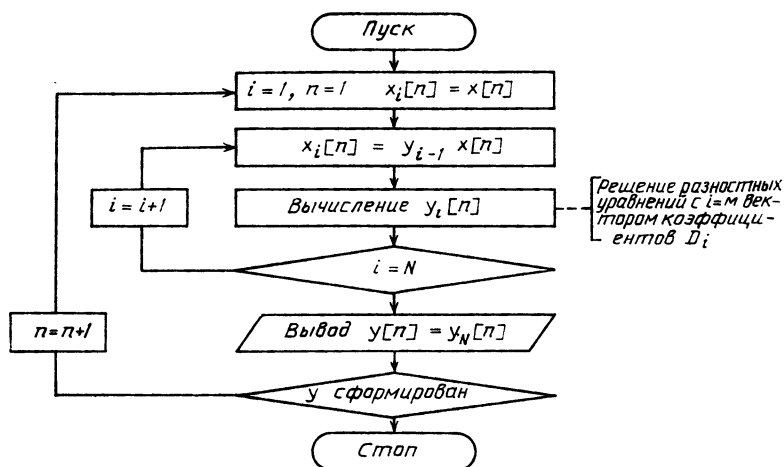 Пуск
i=1, n=1 x_i[n] = x[n]
x_i[n] = y_{i-1} x[n]
i=i+1
Вычисление y_i[n]
Решение разностных
уравнений с i=м век-
тором коэффици-
ентов D_i
i=N
n=n+1
Вывод y[n] = y_N[n]
y сформирован
Стоп